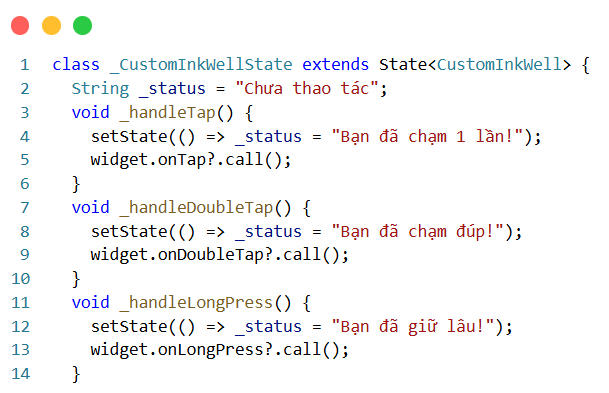 1 class _CustomInkWellState extends State<CustomInkWell> {
2 String _status = "Chưa thao tác";
3 void _handleTap() {
4 setState(() => _status = "Bạn đã chạm 1 lần!");
5 widget.onTap?.call();
6 }
7 void _handleDoubleTap() {
8 setState(() => _status = "Bạn đã chạm đúp!");
9 widget.onDoubleTap?.call();
10 }
11 void _handleLongPress() {
12 setState(() => _status = "Bạn đã giữ lâu!");
13 widget.onLongPress?.call();
14 }